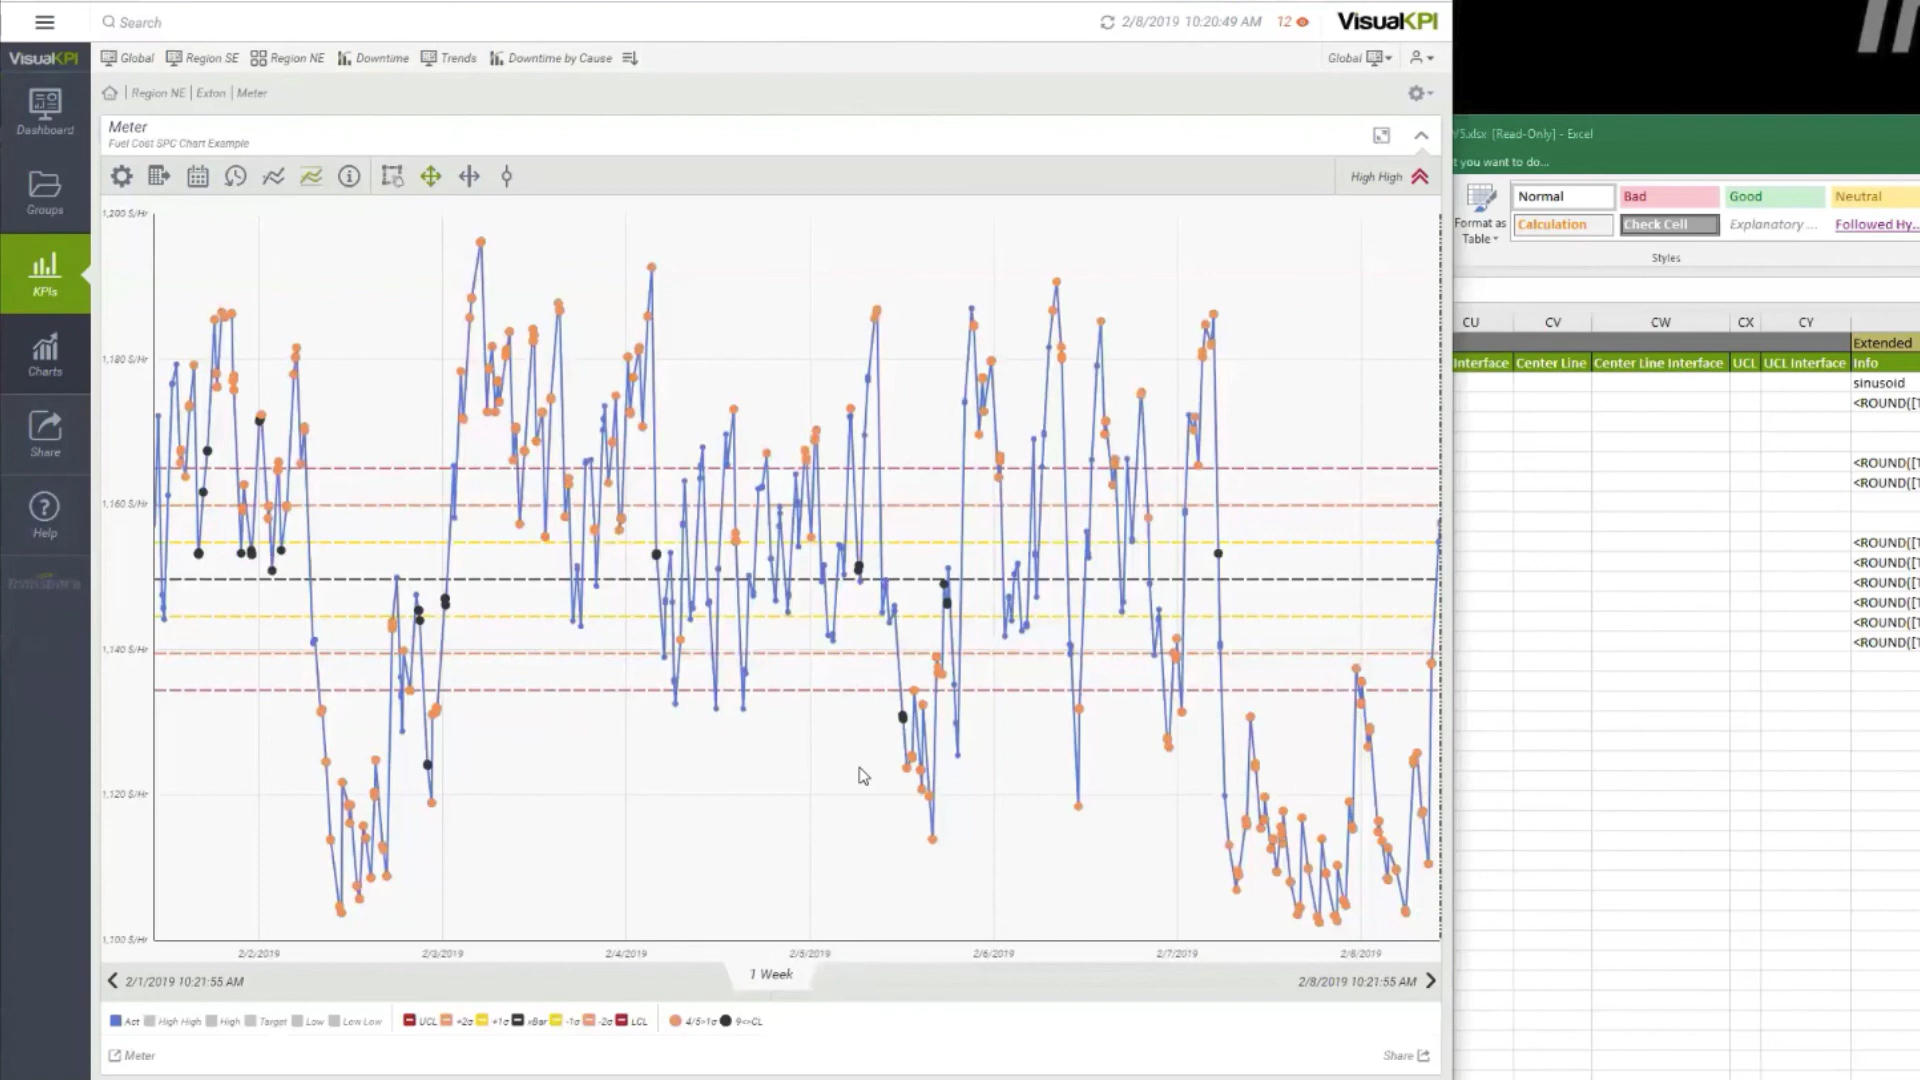 Search
2/8/2019 10:20:49 AM 12
VisualKPI
VisualKPI
Global Region SE Region NE Downtime Trends Downtime by Cause
Global
Region NE | Exton | Meter
Dashboard
Groups
KPIs
Charts
Share
Help
Meter
Fuel Cost SPC Chart Example
High High
1,200 $/Hr
1,180 $/Hr
1,160 $/Hr
1,140 $/Hr
1,120 $/Hr
1,100 $/Hr
2/2/2019 2/3/2019 2/4/2019 2/5/2019 2/6/2019 2/7/2019 2/8/2019
2/1/2019 10:21:55 AM
1 Week
2/8/2019 10:21:55 AM
Act High High High Target Low Low Low UCL +2σ +1σ xBar -1σ -2σ LCL 4/5>1σ 9<>CL
Meter
Share
5.xlsx [Read-Only] - Excel
t you want to do...
Format as
Table
Normal Bad Good Neutral
Calculation Check Cell Explanatory ... Followed Hy...
Styles
CU CV CW CX CY
Extended
Interface Center Line Center Line Interface UCL UCL Interface Info
sinusoid
<ROUND([T
<ROUND([T
<ROUND([T
<ROUND([T
<ROUND([T
<ROUND([T
<ROUND([T
<ROUND([T
<ROUND([T